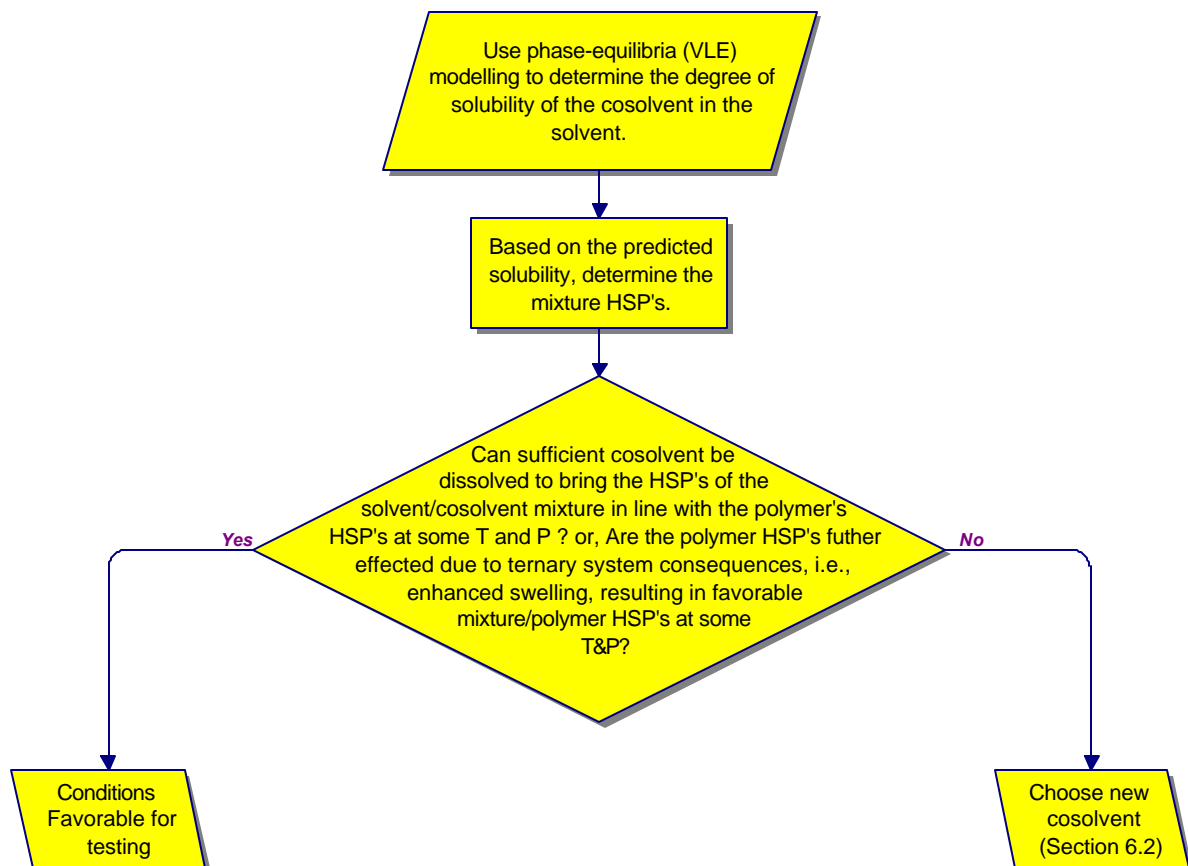 Use phase-equilibria (VLE)
modelling to determine the degree of
solubility of the cosolvent in the
solvent.
Based on the predicted
solubility, determine the
mixture HSP's.
Can sufficient cosolvent be
dissolved to bring the HSP's of the
solvent/cosolvent mixture in line with the polymer's
HSP's at some T and P ? or, Are the polymer HSP's futher
effected due to ternary system consequences, i.e.,
enhanced swelling, resulting in favorable
mixture/polymer HSP's at some
T&P?
Yes
No
Conditions
Favorable for
testing
Choose new
cosolvent
(Section 6.2)